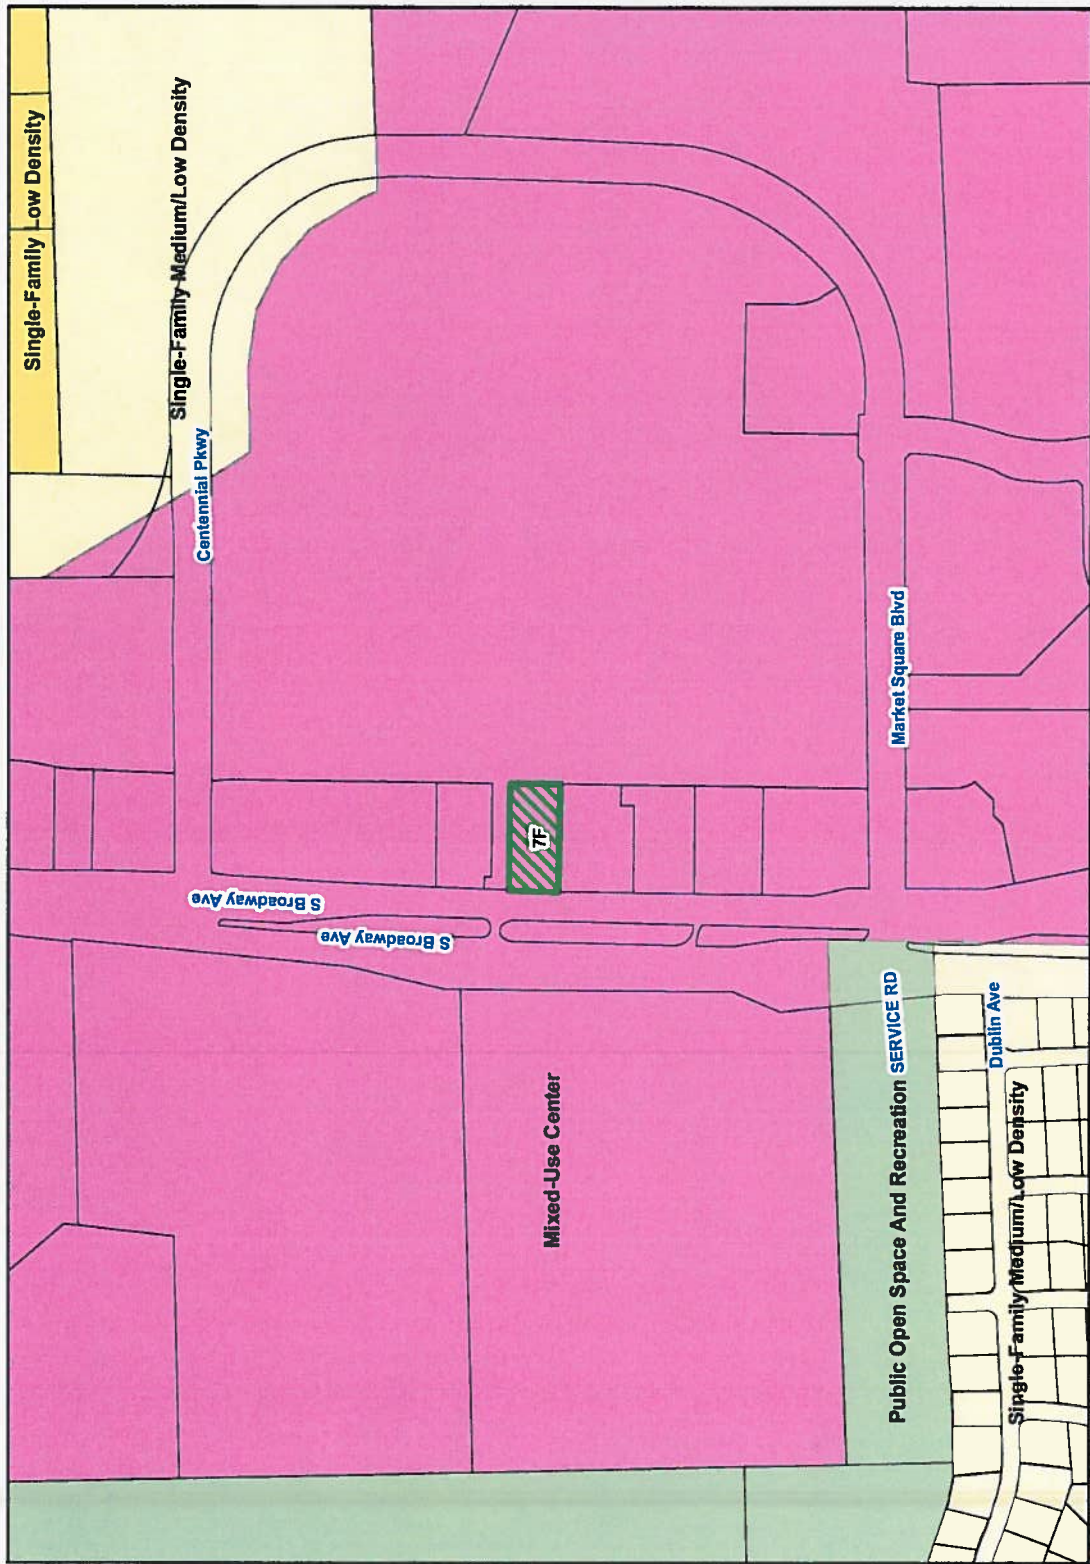 Single-Family Low Density
Single-Family Medium/Low Density
Centennial Pkwy
S Broadway Ave
S Broadway Ave
7F
Market Square Blvd
Mixed-Use Center
Public Open Space And Recreation
SERVICE RD
Dublin Ave
Single-Family Medium/Low Density